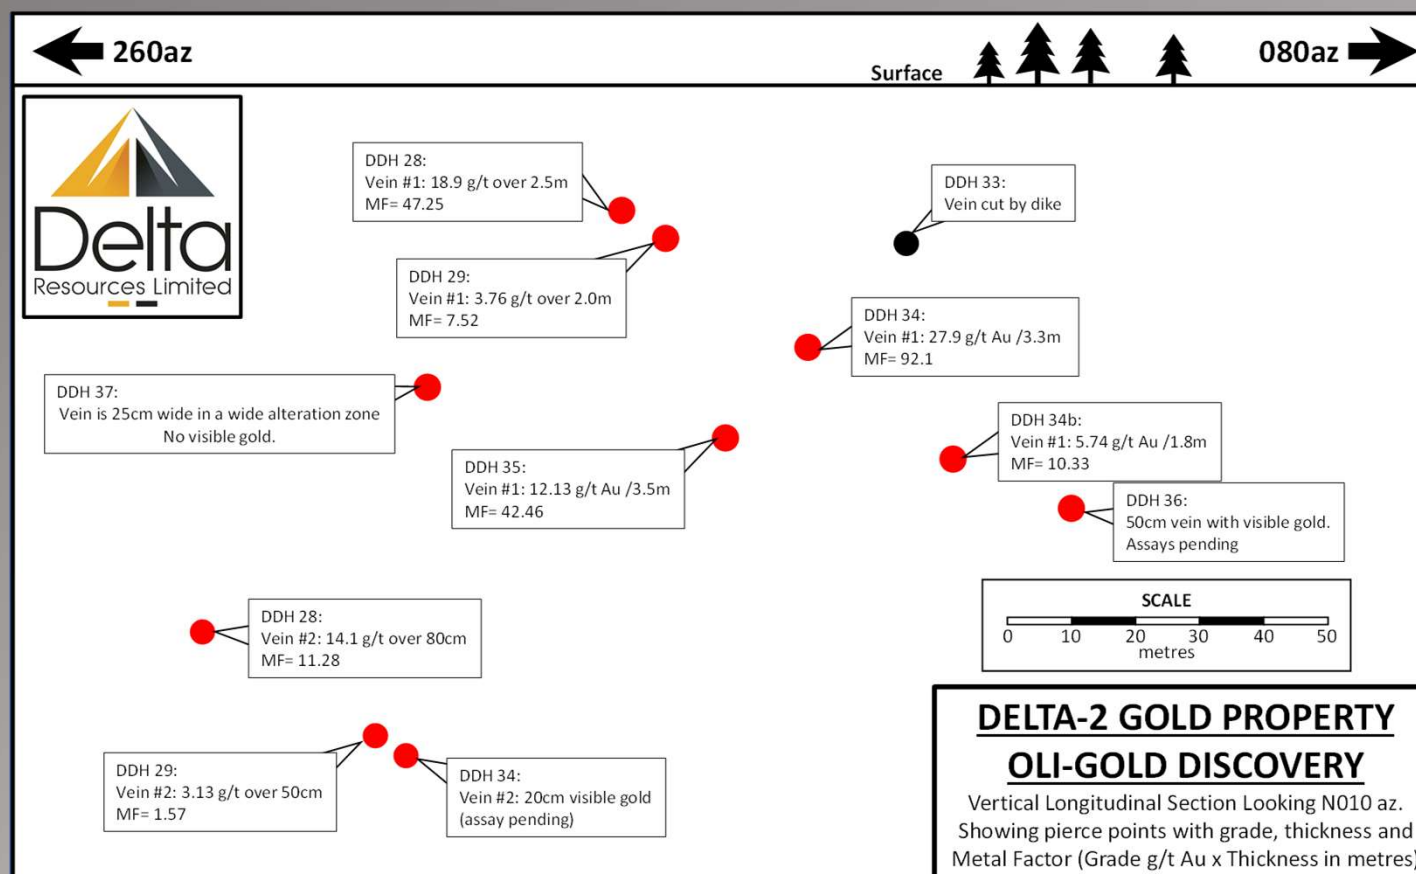 260az
Surface
080az
Delta
Resources Limited
DDH 28:
Vein #1: 18.9 g/t over 2.5m
MF= 47.25
DDH 33:
Vein cut by dike
DDH 29:
Vein #1: 3.76 g/t over 2.0m
MF= 7.52
DDH 34:
Vein #1: 27.9 g/t Au /3.3m
MF= 92.1
DDH 37:
Vein is 25cm wide in a wide alteration zone
No visible gold.
DDH 34b:
Vein #1: 5.74 g/t Au /1.8m
MF= 10.33
DDH 35:
Vein #1: 12.13 g/t Au /3.5m
MF= 42.46
DDH 36:
50cm vein with visible gold.
Assays pending
SCALE
0 10 20 30 40 50
metres
DDH 28:
Vein #2: 14.1 g/t over 80cm
MF= 11.28
DDH 29:
Vein #2: 3.13 g/t over 50cm
MF= 1.57
DDH 34:
Vein #2: 20cm visible gold
(assay pending)
DELTA-2 GOLD PROPERTY
OLI-GOLD DISCOVERY
Vertical Longitudinal Section Looking N010 az.
Showing pierce points with grade, thickness and
Metal Factor (Grade g/t Au x Thickness in metres)